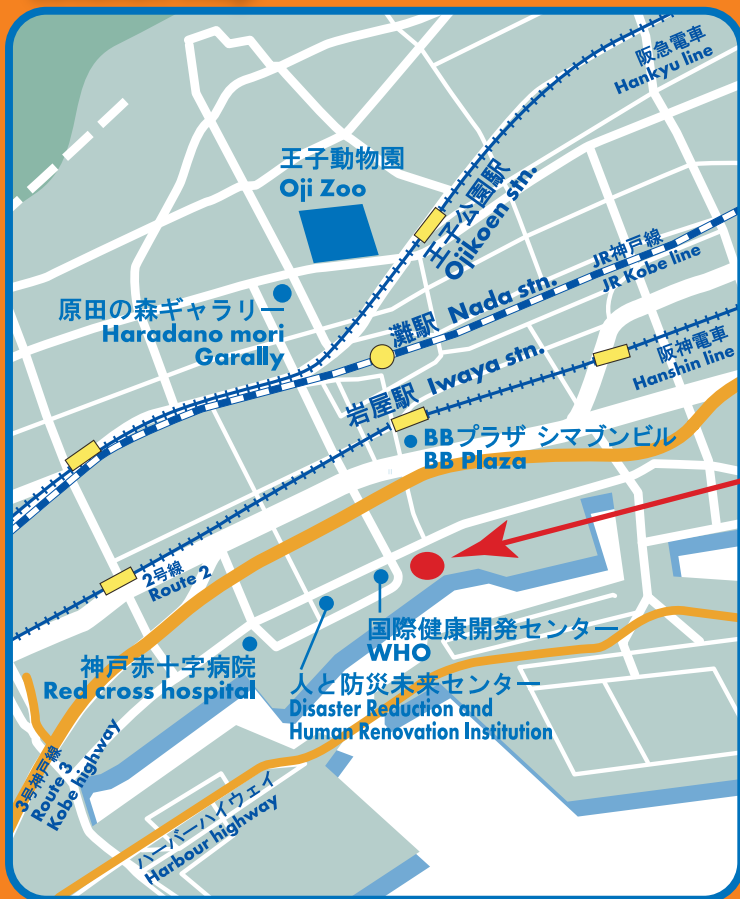 阪急電車
Hankyu line
王子動物園
Oji Zoo
王子公園駅
Ojikoen stn.
JR神戸線
JR Kobe line
原田の森ギャラリー
Haradano mori
Garally
灘駅 Nada stn.
阪神電車
Hanshin line
岩屋駅 Iwaya stn.
BBプラザ シマブンビル
BB Plaza
2号線
Route 2
国際健康開発センター
WHO
神戸赤十字病院
Red cross hospital
人と防災未来センター
Disaster Reduction and
Human Renovation Institution
3号神戸線
Route 3
Kobe highway
ハーバーハイウェイ
Harbour highway